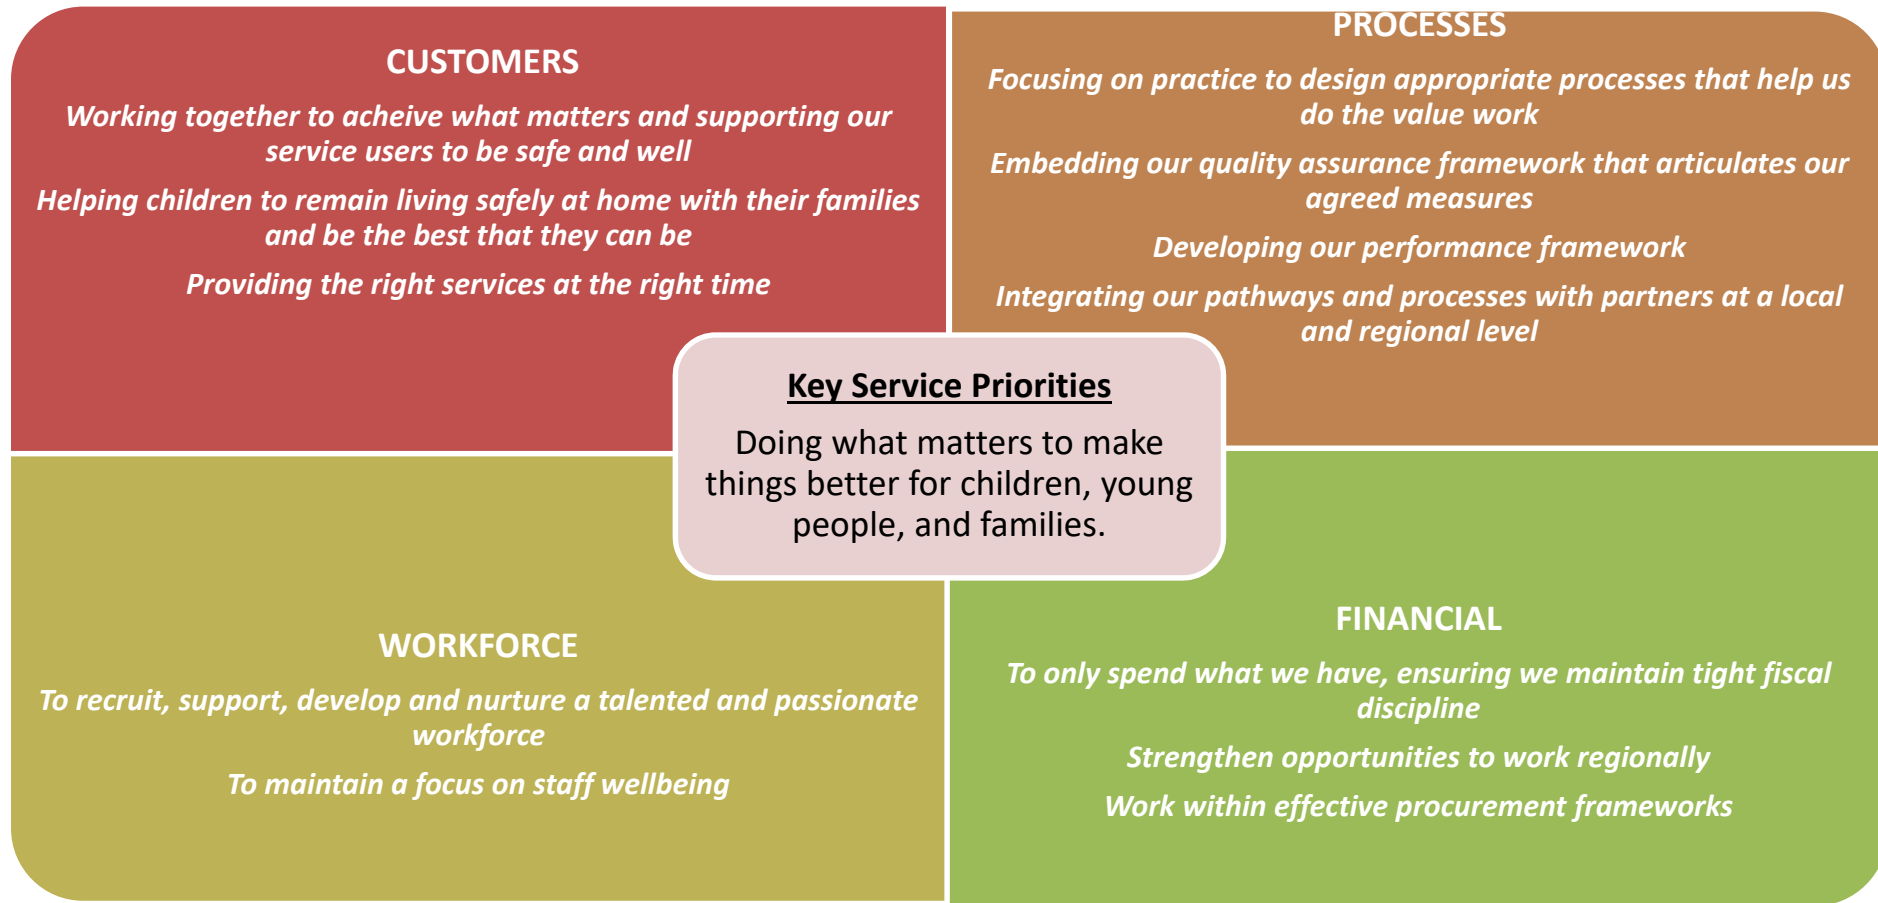 CUSTOMERS
Working together to acheive what matters and supporting our
service users to be safe and well
Helping children to remain living safely at home with their families
and be the best that they can be
Providing the right services at the right time
PROCESSES
Focusing on practice to design appropriate processes that help us
do the value work
Embedding our quality assurance framework that articulates our
agreed measures
Developing our performance framework
Integrating our pathways and processes with partners at a local
and regional level
Key Service Priorities
Doing what matters to make
things better for children, young
people, and families.
WORKFORCE
To recruit, support, develop and nurture a talented and passionate
workforce
To maintain a focus on staff wellbeing
FINANCIAL
To only spend what we have, ensuring we maintain tight fiscal
discipline
Strengthen opportunities to work regionally
Work within effective procurement frameworks